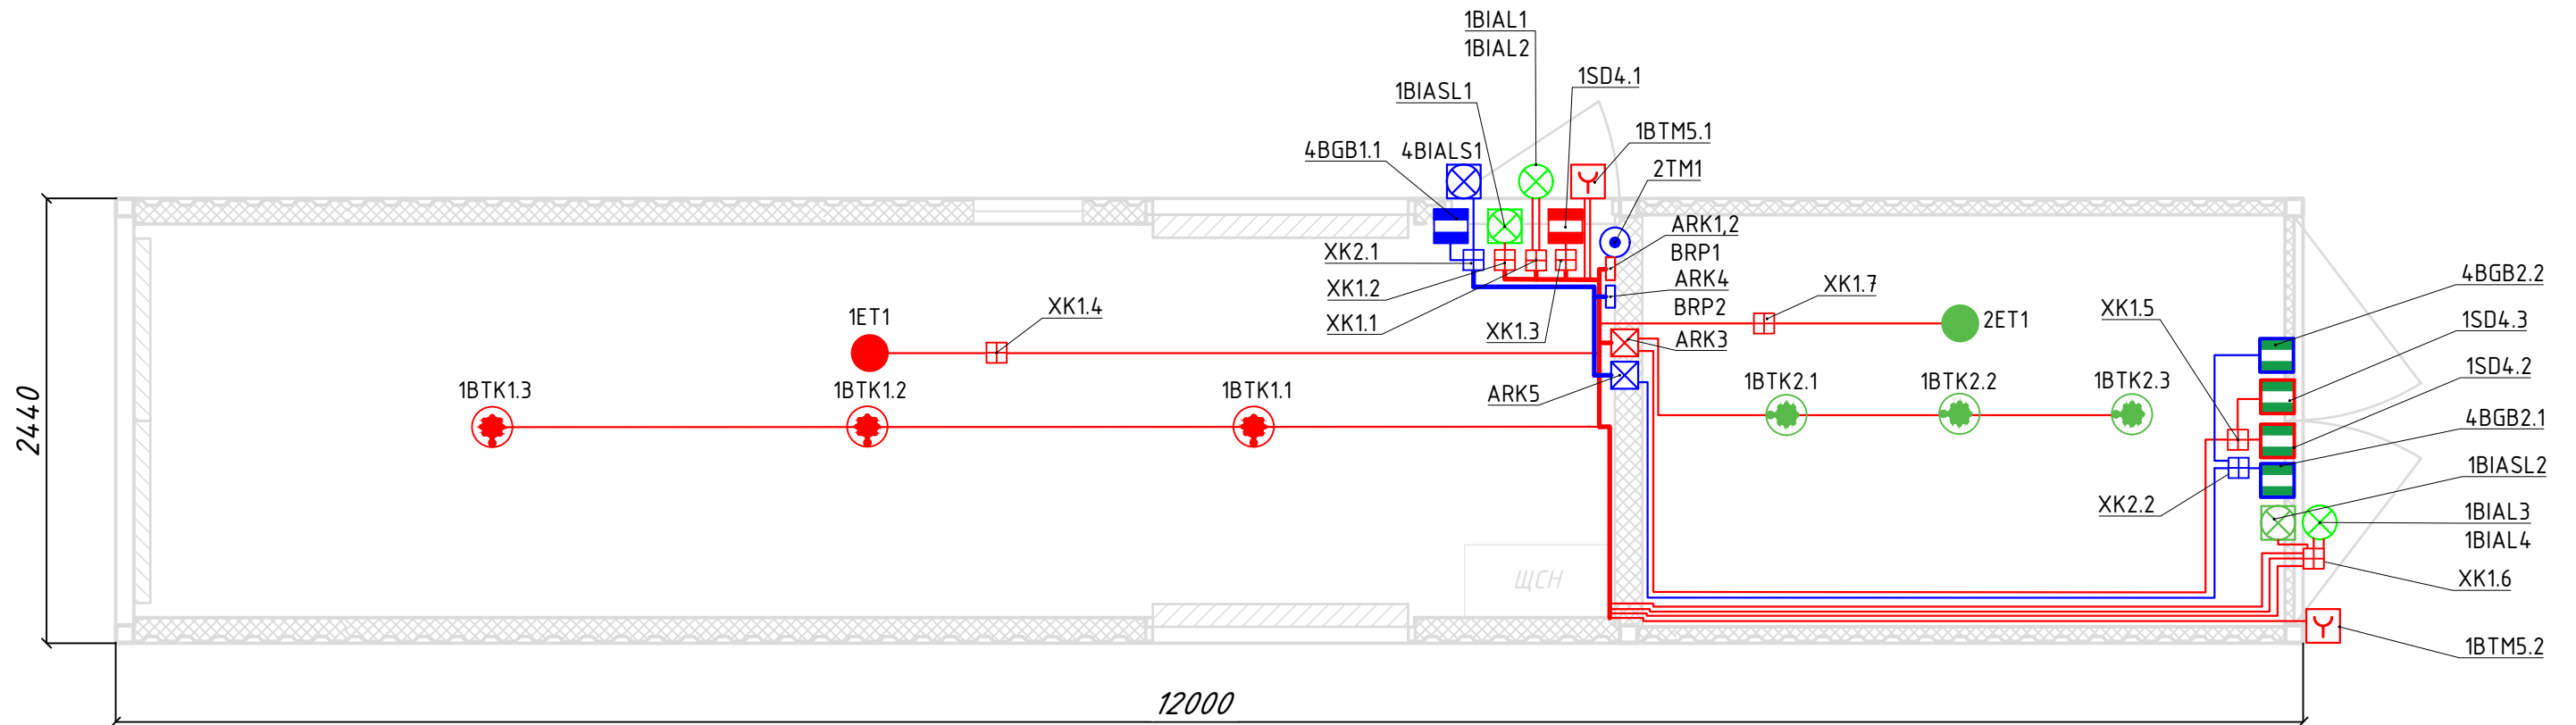 1BIAL1
1BIAL2
1SD4.1
1BIASL1
1BTM5.1
4BGB1.1
4BIALS1
2TM1
ARK1,2
BRP1
XK2.1
ARK4
XK1.2
BRP2
XK1.7
XK1.1
XK1.3
ARK3
1ET1
XK1.4
2ET1
4BGB2.2
XK1.5
1SD4.3
1SD4.2
1BTK1.3
1BTK1.2
1BTK1.1
ARK5
1BTK2.1
1BTK2.2
1BTK2.3
4BGB2.1
1BIASL2
XK2.2
1BIAL3
1BIAL4
XK1.6
ЩСН
1BTM5.2
2440
12000